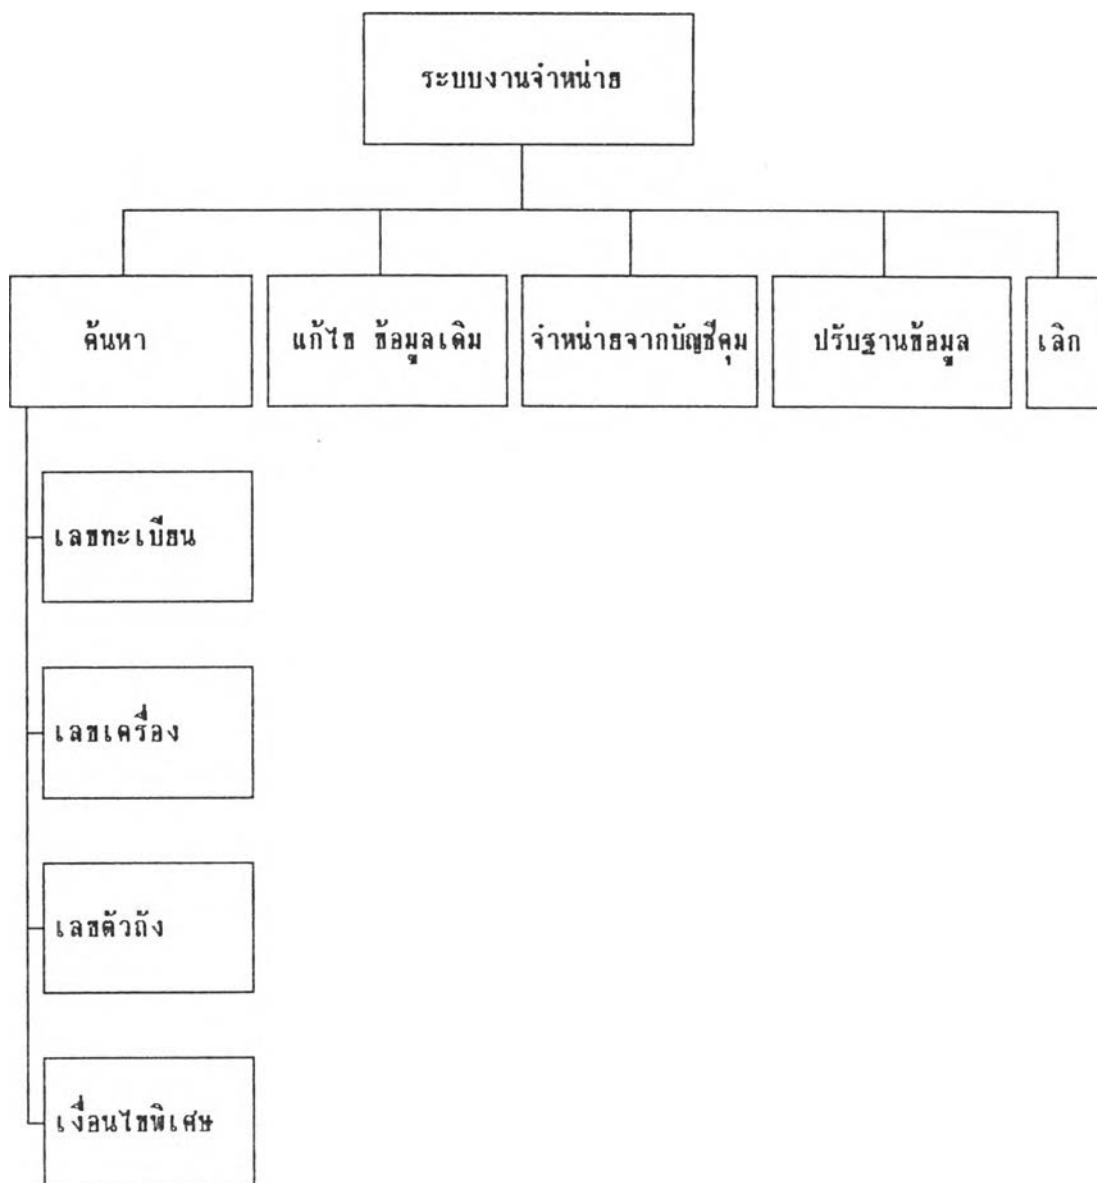 ระบบงานจำหน่าย
ค้นหา
แก้ไข ข้อมูลเดิม
จำหน่ายจากบัญชีคุม
ปรับฐานข้อมูล
เลิก
เลขทะเบียน
เลขเครื่อง
เลขตัวถัง
เงื่อนไขพิเศษ